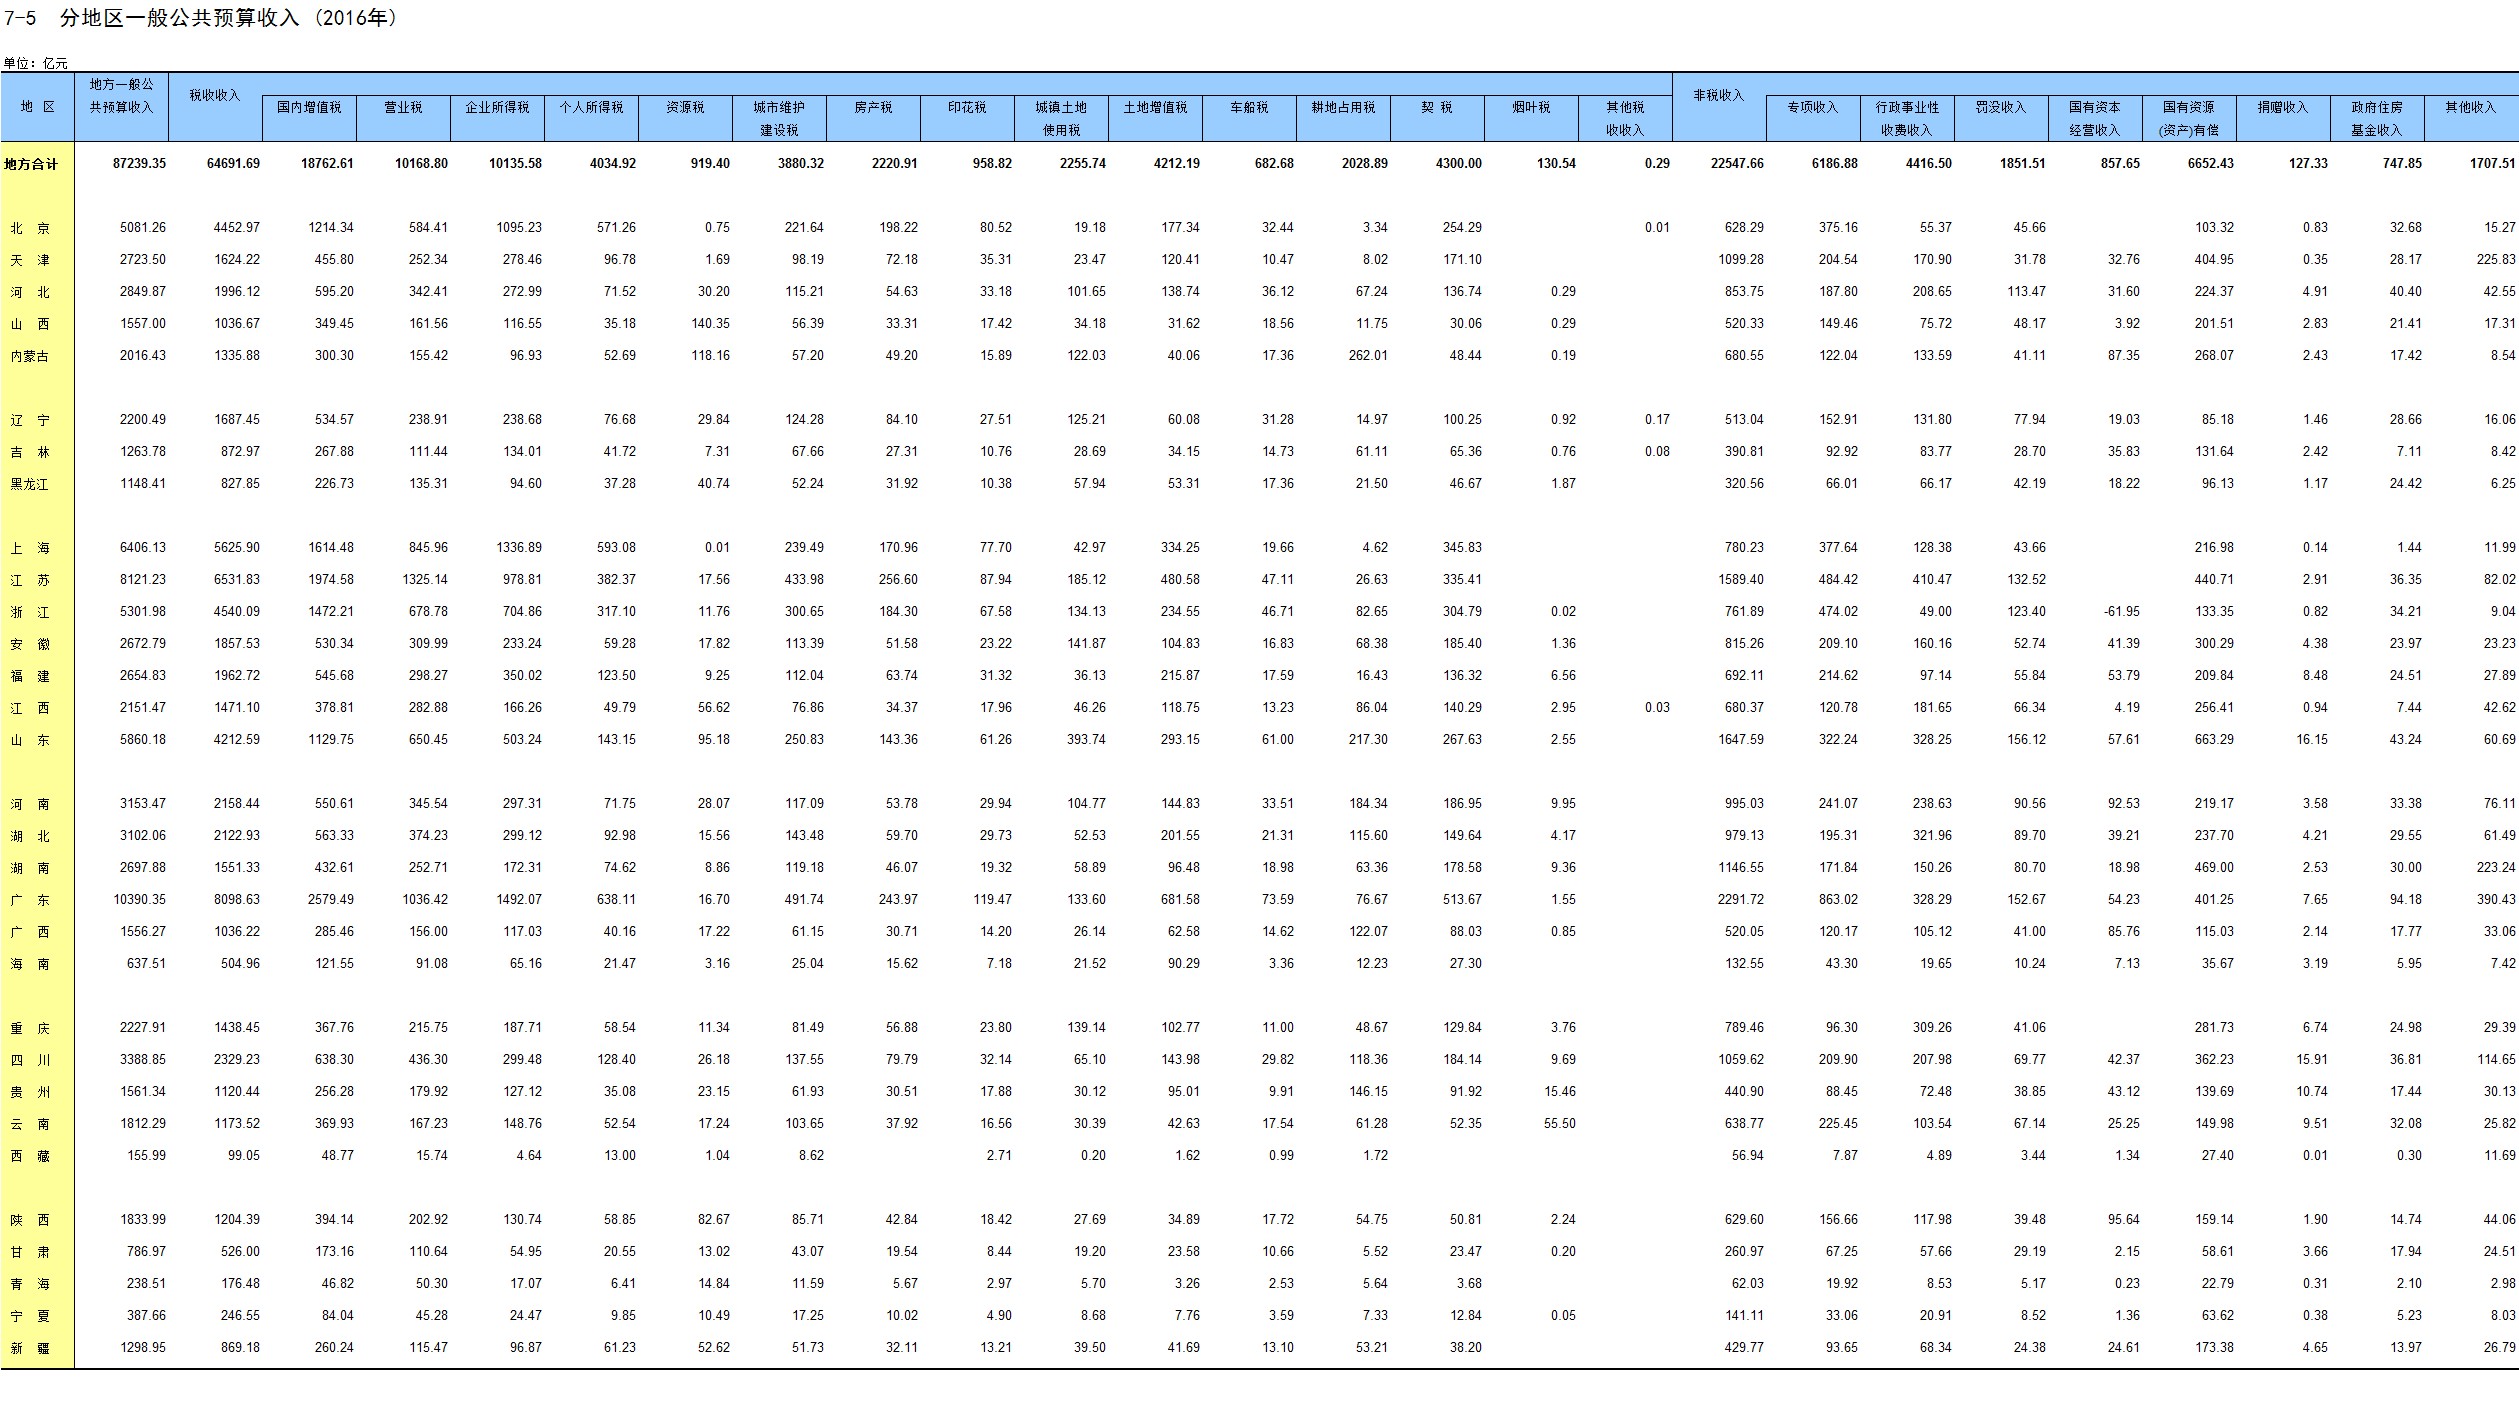 7-5 分地区一般公共预算收入 (2016年)
单位：亿元
地 区 地方一般公共预算收入 税收收入 国内增值税 营业税 企业所得税 个人所得税 资源税 城市维护建设税 房产税 印花税 城镇土地使用税 土地增值税 车船税 耕地占用税 契 税 烟叶税 其他税收收入 非税收入 专项收入 行政事业性收费收入 罚没收入 国有资本经营收入 国有资源(资产)有偿 捐赠收入 政府住房基金收入 其他收入
地方合计 87239.35 64691.69 18762.61 10168.80 10135.58 4034.92 919.40 3880.32 2220.91 958.82 2255.74 4212.19 682.68 2028.89 4300.00 130.54 0.29 22547.66 6186.88 4416.50 1851.51 857.65 6652.43 127.33 747.85 1707.51
北 京 5081.26 4452.97 1214.34 584.41 1095.23 571.26 0.75 221.64 198.22 80.52 19.18 177.34 32.44 3.34 254.29 0.01 628.29 375.16 55.37 45.66 103.32 0.83 32.68 15.27
天 津 2723.50 1624.22 455.80 252.34 278.46 96.78 1.69 98.19 72.18 35.31 23.47 120.41 10.47 8.02 171.10 1099.28 204.54 170.90 31.78 32.76 404.95 0.35 28.17 225.83
河 北 2849.87 1996.12 595.20 342.41 272.99 71.52 30.20 115.21 54.63 33.18 101.65 138.74 36.12 67.24 136.74 0.29 853.75 187.80 208.65 113.47 31.60 224.37 4.91 40.40 42.55
山 西 1557.00 1036.67 349.45 161.56 116.55 35.18 140.35 56.39 33.31 17.42 34.18 31.62 18.56 11.75 30.06 0.29 520.33 149.46 75.72 48.17 3.92 201.51 2.83 21.41 17.31
内蒙古 2016.43 1335.88 300.30 155.42 96.93 52.69 118.16 57.20 49.20 15.89 122.03 40.06 17.36 262.01 48.44 0.19 680.55 122.04 133.59 41.11 87.35 268.07 2.43 17.42 8.54
辽 宁 2200.49 1687.45 534.57 238.91 238.68 76.68 29.84 124.28 84.10 27.51 125.21 60.08 31.28 14.97 100.25 0.92 0.17 513.04 152.91 131.80 77.94 19.03 85.18 1.46 28.66 16.06
吉 林 1263.78 872.97 267.88 111.44 134.01 41.72 7.31 67.66 27.31 10.76 28.69 34.15 14.73 61.11 65.36 0.76 0.08 390.81 92.92 83.77 28.70 35.83 131.64 2.42 7.11 8.42
黑龙江 1148.41 827.85 226.73 135.31 94.60 37.28 40.74 52.24 31.92 10.38 57.94 53.31 17.36 21.50 46.67 1.87 320.56 66.01 66.17 42.19 18.22 96.13 1.17 24.42 6.25
上 海 6406.13 5625.90 1614.48 845.96 1336.89 593.08 0.01 239.49 170.96 77.70 42.97 334.25 19.66 4.62 345.83 780.23 377.64 128.38 43.66 216.98 0.14 1.44 11.99
江 苏 8121.23 6531.83 1974.58 1325.14 978.81 382.37 17.56 433.98 256.60 87.94 185.12 480.58 47.11 26.63 335.41 1589.40 484.42 410.47 132.52 440.71 2.91 36.35 82.02
浙 江 5301.98 4540.09 1472.21 678.78 704.86 317.10 11.76 300.65 184.30 67.58 134.13 234.55 46.71 82.65 304.79 0.02 761.89 474.02 49.00 123.40 -61.95 133.35 0.82 34.21 9.04
安 徽 2672.79 1857.53 530.34 309.99 233.24 59.28 17.82 113.39 51.58 23.22 141.87 104.83 16.83 68.38 185.40 1.36 815.26 209.10 160.16 52.74 41.39 300.29 4.38 23.97 23.23
福 建 2654.83 1962.72 545.68 298.27 350.02 123.50 9.25 112.04 63.74 31.32 36.13 215.87 17.59 16.43 136.32 6.56 692.11 214.62 97.14 55.84 53.79 209.84 8.48 24.51 27.89
江 西 2151.47 1471.10 378.81 282.88 166.26 49.79 56.62 76.86 34.37 17.96 46.26 118.75 13.23 86.04 140.29 2.95 0.03 680.37 120.78 181.65 66.34 4.19 256.41 0.94 7.44 42.62
山 东 5860.18 4212.59 1129.75 650.45 503.24 143.15 95.18 250.83 143.36 61.26 393.74 293.15 61.00 217.30 267.63 2.55 1647.59 322.24 328.25 156.12 57.61 663.29 16.15 43.24 60.69
河 南 3153.47 2158.44 550.61 345.54 297.31 71.75 28.07 117.09 53.78 29.94 104.77 144.83 33.51 184.34 186.95 9.95 995.03 241.07 238.63 90.56 92.53 219.17 3.58 33.38 76.11
湖 北 3102.06 2122.93 563.33 374.23 299.12 92.98 15.56 143.48 59.70 29.73 52.53 201.55 21.31 115.60 149.64 4.17 979.13 195.31 321.96 89.70 39.21 237.70 4.21 29.55 61.49
湖 南 2697.88 1551.33 432.61 252.71 172.31 74.62 8.86 119.18 46.07 19.32 58.89 96.48 18.98 63.36 178.58 9.36 1146.55 171.84 150.26 80.70 18.98 469.00 2.53 30.00 223.24
广 东 10390.35 8098.63 2579.49 1036.42 1492.07 638.11 16.70 491.74 243.97 119.47 133.60 681.58 73.59 76.67 513.67 1.55 2291.72 863.02 328.29 152.67 54.23 401.25 7.65 94.18 390.43
广 西 1556.27 1036.22 285.46 156.00 117.03 40.16 17.22 61.15 30.71 14.20 26.14 62.58 14.62 122.07 88.03 0.85 520.05 120.17 105.12 41.00 85.76 115.03 2.14 17.77 33.06
海 南 637.51 504.96 121.55 91.08 65.16 21.47 3.16 25.04 15.62 7.18 21.52 90.29 3.36 12.23 27.30 132.55 43.30 19.65 10.24 7.13 35.67 3.19 5.95 7.42
重 庆 2227.91 1438.45 367.76 215.75 187.71 58.54 11.34 81.49 56.88 23.80 139.14 102.77 11.00 48.67 129.84 3.76 789.46 96.30 309.26 41.06 281.73 6.74 24.98 29.39
四 川 3388.85 2329.23 638.30 436.30 299.48 128.40 26.18 137.55 79.79 32.14 65.10 143.98 29.82 118.36 184.14 9.69 1059.62 209.90 207.98 69.77 42.37 362.23 15.91 36.81 114.65
贵 州 1561.34 1120.44 256.28 179.92 127.12 35.08 23.15 61.93 30.51 17.88 30.12 95.01 9.91 146.15 91.92 15.46 440.90 88.45 72.48 38.85 43.12 139.69 10.74 17.44 30.13
云 南 1812.29 1173.52 369.93 167.23 148.76 52.54 17.24 103.65 37.92 16.56 30.39 42.63 17.54 61.28 52.35 55.50 638.77 225.45 103.54 67.14 25.25 149.98 9.51 32.08 25.82
西 藏 155.99 99.05 48.77 15.74 4.64 13.00 1.04 8.62 2.71 0.20 1.62 0.99 1.72 56.94 7.87 4.89 3.44 1.34 27.40 0.01 0.30 11.69
陕 西 1833.99 1204.39 394.14 202.92 130.74 58.85 82.67 85.71 42.84 18.42 27.69 34.89 17.72 54.75 50.81 2.24 629.60 156.66 117.98 39.48 95.64 159.14 1.90 14.74 44.06
甘 肃 786.97 526.00 173.16 110.64 54.95 20.55 13.02 43.07 19.54 8.44 19.20 23.58 10.66 5.52 23.47 0.20 260.97 67.25 57.66 29.19 2.15 58.61 3.66 17.94 24.51
青 海 238.51 176.48 46.82 50.30 17.07 6.41 14.84 11.59 5.67 2.97 5.70 3.26 2.53 5.64 3.68 62.03 19.92 8.53 5.17 0.23 22.79 0.31 2.10 2.98
宁 夏 387.66 246.55 84.04 45.28 24.47 9.85 10.49 17.25 10.02 4.90 8.68 7.76 3.59 7.33 12.84 0.05 141.11 33.06 20.91 8.52 1.36 63.62 0.38 5.23 8.03
新 疆 1298.95 869.18 260.24 115.47 96.87 61.23 52.62 51.73 32.11 13.21 39.50 41.69 13.10 53.21 38.20 429.77 93.65 68.34 24.38 24.61 173.38 4.65 13.97 26.79